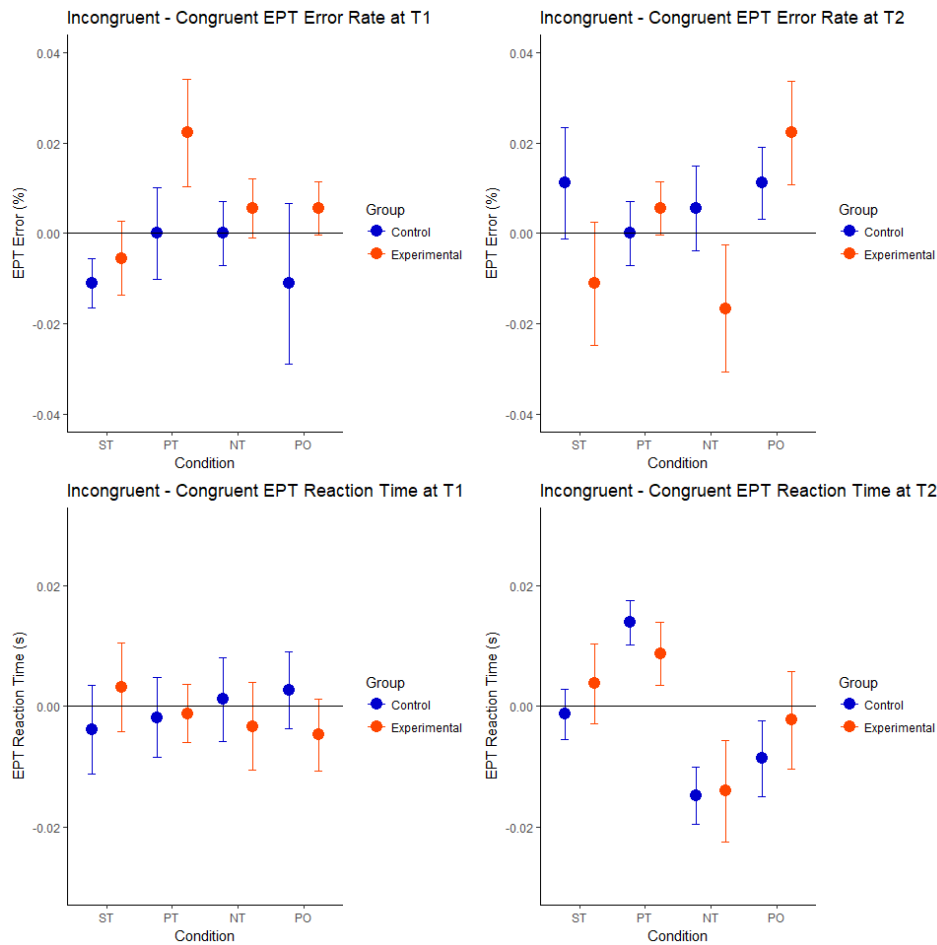 Incongruent - Congruent EPT Error Rate at T1
0.04
0.02
0.00
-0.02
-0.04
EPT Error (%)
ST PT NT PO
Condition
Group
Control
Experimental
Incongruent - Congruent EPT Error Rate at T2
0.04
0.02
0.00
-0.02
-0.04
EPT Error (%)
ST PT NT PO
Condition
Group
Control
Experimental
Incongruent - Congruent EPT Reaction Time at T1
0.02
0.00
-0.02
EPT Reaction Time (s)
ST PT NT PO
Condition
Group
Control
Experimental
Incongruent - Congruent EPT Reaction Time at T2
0.02
0.00
-0.02
EPT Reaction Time (s)
ST PT NT PO
Condition
Group
Control
Experimental